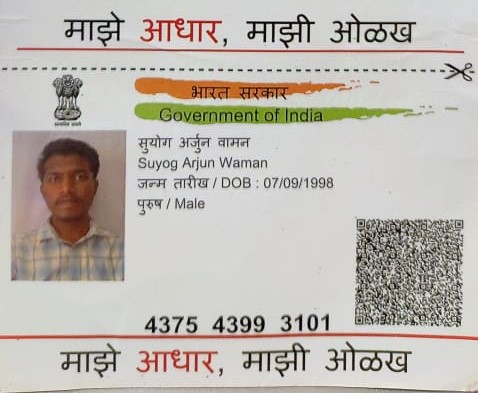 माझे आधार, माझी ओळख
भारत सरकार
Government of India
सुयोग अर्जुन वामन
Suyog Arjun Waman
जन्म तारीख / DOB : 07/09/1998
पुरुष / Male
4375 4399 3101
माझे आधार, माझी ओळख